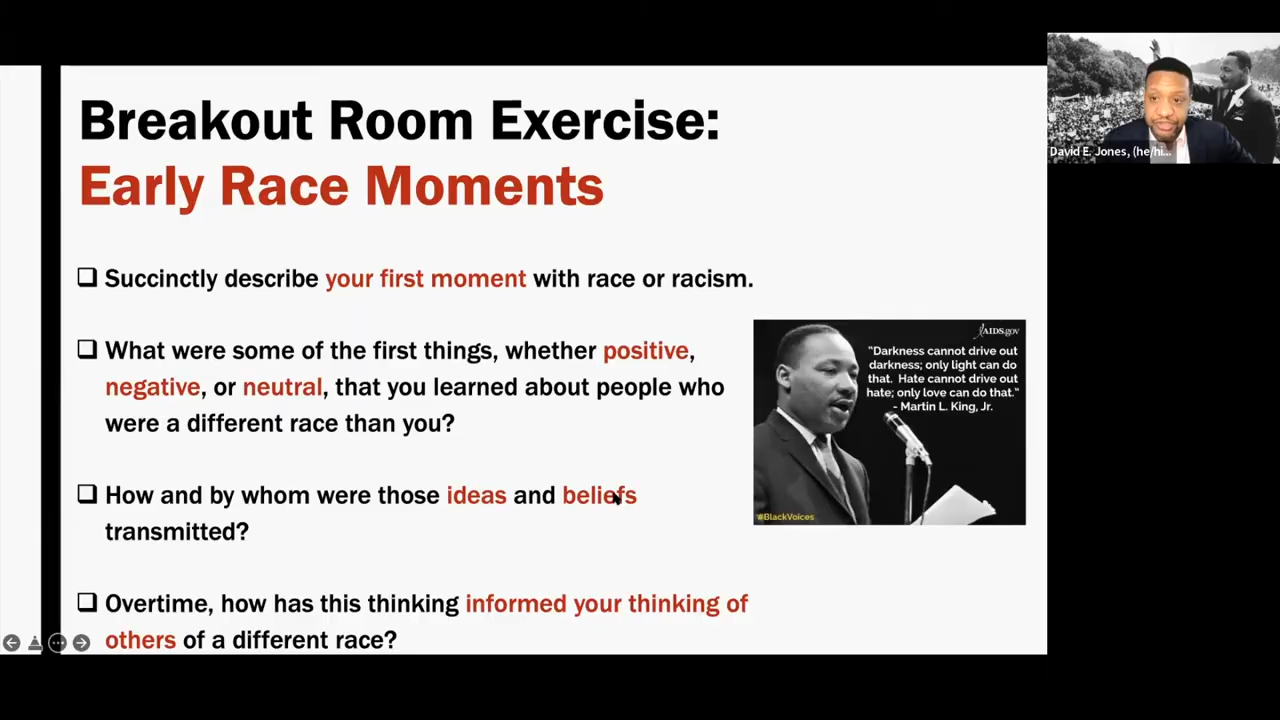 Breakout Room Exercise:
Early Race Moments
Succinctly describe your first moment with race or racism.
What were some of the first things, whether positive,
negative, or neutral, that you learned about people who
were a different race than you?
How and by whom were those ideas and beliefs
transmitted?
Overtime, how has this thinking informed your thinking of
others of a different race?
AIDS.gov
"Darkness cannot drive out
darkness; only light can do
that. Hate cannot drive out
hate; only love can do that."
- Martin L. King, Jr.
#BlackVoices
David E. Jones, (he/hi...